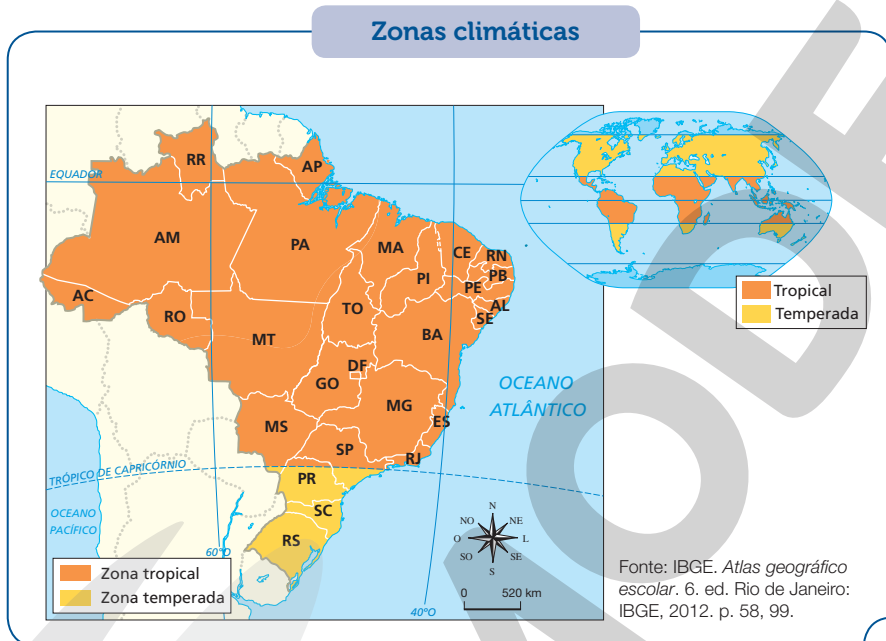 Zonas climáticas
RR
AP
EQUADOR
AM
PA
MA
CE
RN
PB
PI
PE
AC
AL
TO
SE
RO
MT
BA
DF
GO
OCEANO
ATLÂNTICO
MG
ES
MS
SP
RJ
TRÓPICO DE CAPRICÓRNIO
PR
SC
OCEANO
PACÍFICO
RS
N
NO
NE
O
L
SO
SE
S
60ºO
40ºO
0 520 km
Zona tropical
Zona temperada
Tropical
Temperada
Fonte: IBGE. Atlas geográfico
escolar. 6. ed. Rio de Janeiro:
IBGE, 2012. p. 58, 99.